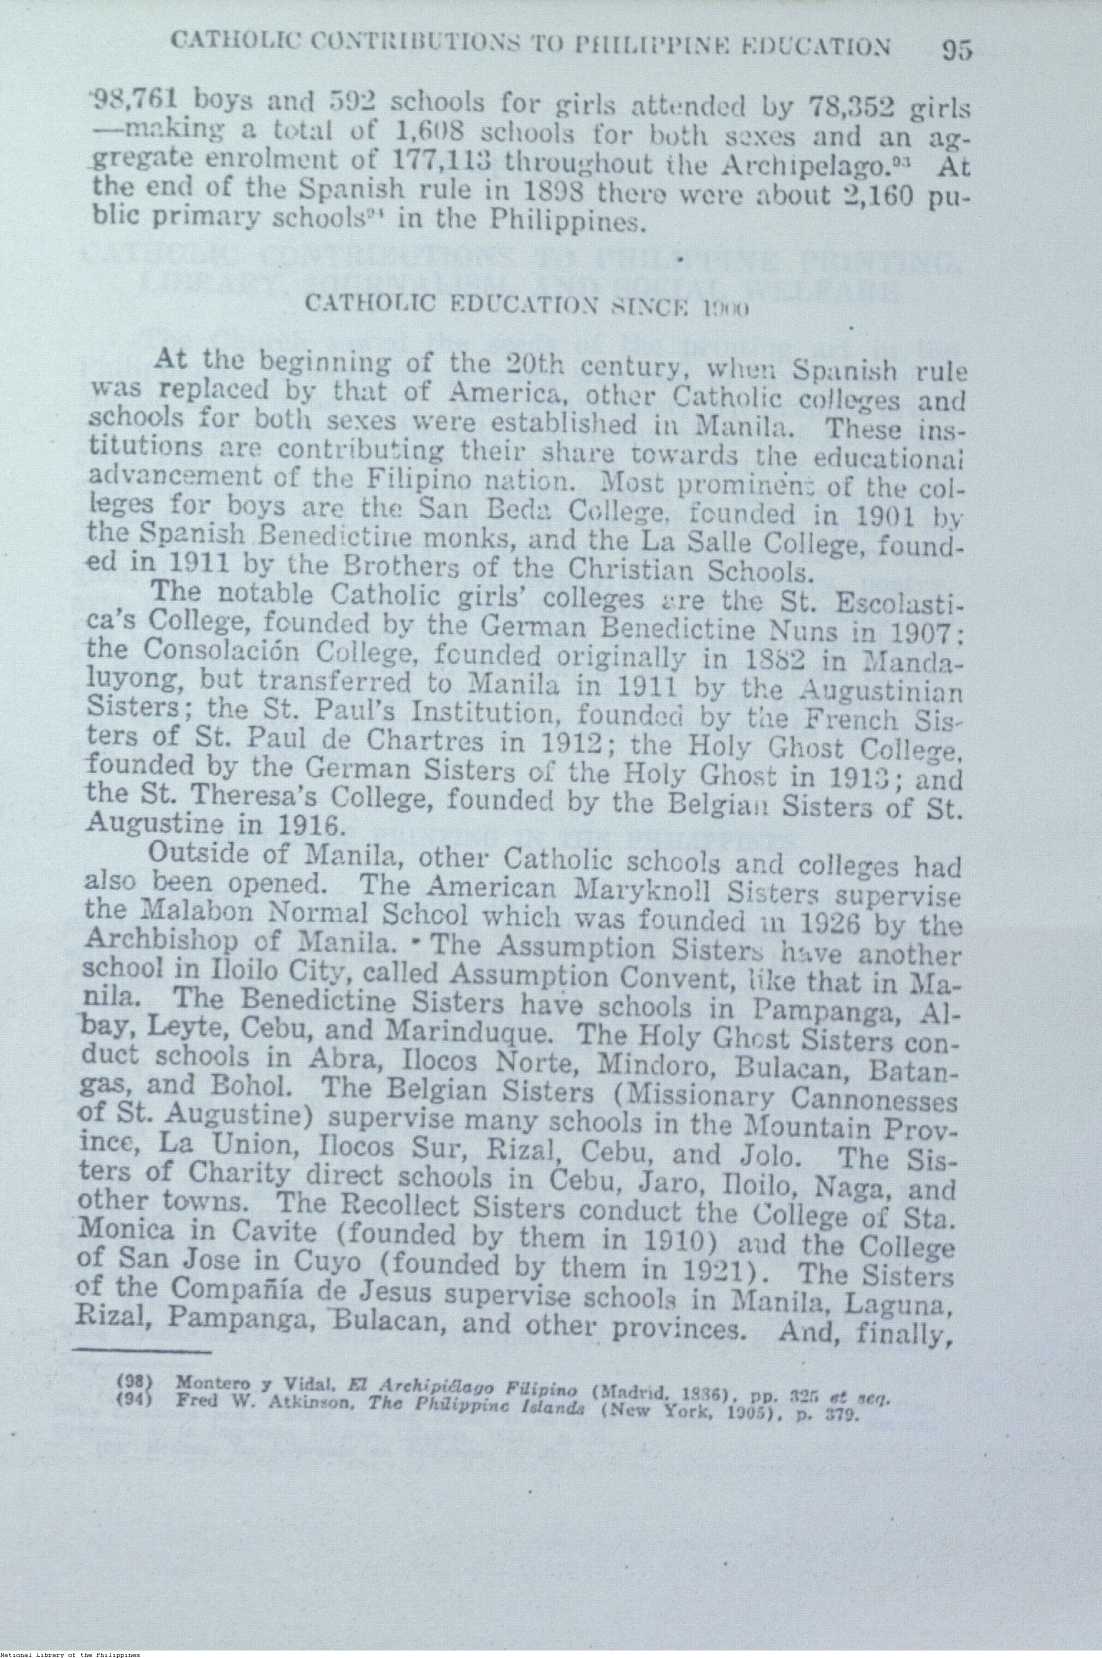 CATHOLIC CONTRIBUTIONS TO PHILIPPINE EDUCATION 95
98,761 boys and 592 schools for girls attended by 78,352 girls
—making a total of 1,608 schools for both sexes and an ag-
gregate enrolment of 177,113 throughout the Archipelago.⁹³ At
the end of the Spanish rule in 1898 there were about 2,160 pu-
blic primary schools⁹⁴ in the Philippines.
CATHOLIC EDUCATION SINCE 1900
At the beginning of the 20th century, when Spanish rule
was replaced by that of America, other Catholic colleges and
schools for both sexes were established in Manila. These ins-
titutions are contributing their share towards the educational
advancement of the Filipino nation. Most prominent of the col-
leges for boys are the San Beda College, founded in 1901 by
the Spanish Benedictine monks, and the La Salle College, found-
ed in 1911 by the Brothers of the Christian Schools.
The notable Catholic girls' colleges are the St. Escolasti-
ca's College, founded by the German Benedictine Nuns in 1907;
the Consolación College, founded originally in 1882 in Manda-
luyong, but transferred to Manila in 1911 by the Augustinian
Sisters; the St. Paul's Institution, founded by the French Sis-
ters of St. Paul de Chartres in 1912; the Holy Ghost College,
founded by the German Sisters of the Holy Ghost in 1913; and
the St. Theresa's College, founded by the Belgian Sisters of St.
Augustine in 1916.
Outside of Manila, other Catholic schools and colleges had
also been opened. The American Maryknoll Sisters supervise
the Malabon Normal School which was founded in 1926 by the
Archbishop of Manila. The Assumption Sisters have another
school in Iloilo City, called Assumption Convent, like that in Ma-
nila. The Benedictine Sisters have schools in Pampanga, Al-
bay, Leyte, Cebu, and Marinduque. The Holy Ghost Sisters con-
duct schools in Abra, Ilocos Norte, Mindoro, Bulacan, Batan-
gas, and Bohol. The Belgian Sisters (Missionary Cannonesses
of St. Augustine) supervise many schools in the Mountain Prov-
ince, La Union, Ilocos Sur, Rizal, Cebu, and Jolo. The Sis-
ters of Charity direct schools in Cebu, Jaro, Iloilo, Naga, and
other towns. The Recollect Sisters conduct the College of Sta.
Monica in Cavite (founded by them in 1910) and the College
of San Jose in Cuyo (founded by them in 1921). The Sisters
of the Compañía de Jesus supervise schools in Manila, Laguna,
Rizal, Pampanga, Bulacan, and other provinces. And, finally,
(93) Montero y Vidal, El Archipiélago Filipino (Madrid, 1886), pp. 325 et seq.
(94) Fred W. Atkinson, The Philippine Islands (New York, 1905), p. 379.
National Library of the Philippines